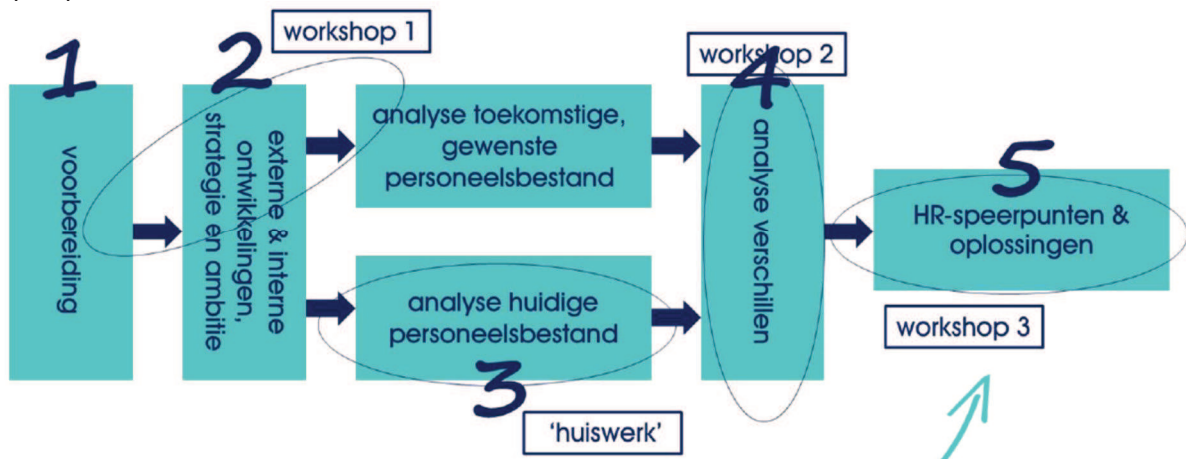 workshop 1
workshop 2
1
2
4
voorbereiding
externe & interne
ontwikkelingen,
strategie en ambitie
analyse toekomstige,
gewenste
personeelsbestand
analyse huidige
personeelsbestand
3
'huiswerk'
analyse verschillen
5
HR-speerpunten &
oplossingen
workshop 3